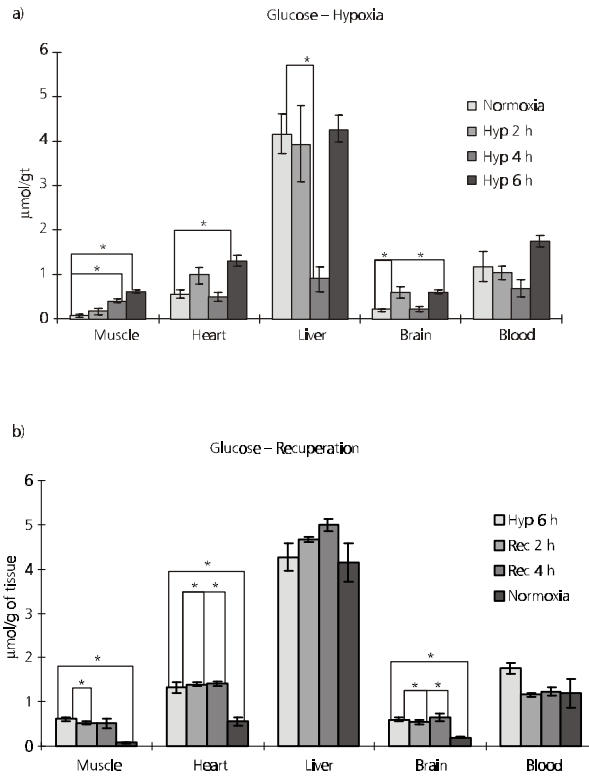 a)
Glucose – Hypoxia
6
5
4
3
2
1
0
μmol/gt
Normoxia
Hyp 2 h
Hyp 4 h
Hyp 6 h
*
*
*
*
*
*
Muscle Heart Liver Brain Blood
b)
Glucose – Recuperation
6
5
4
3
2
1
0
μmol/g of tissue
Hyp 6 h
Rec 2 h
Rec 4 h
Normoxia
*
*
*
*
*
*
*
*
Muscle Heart Liver Brain Blood